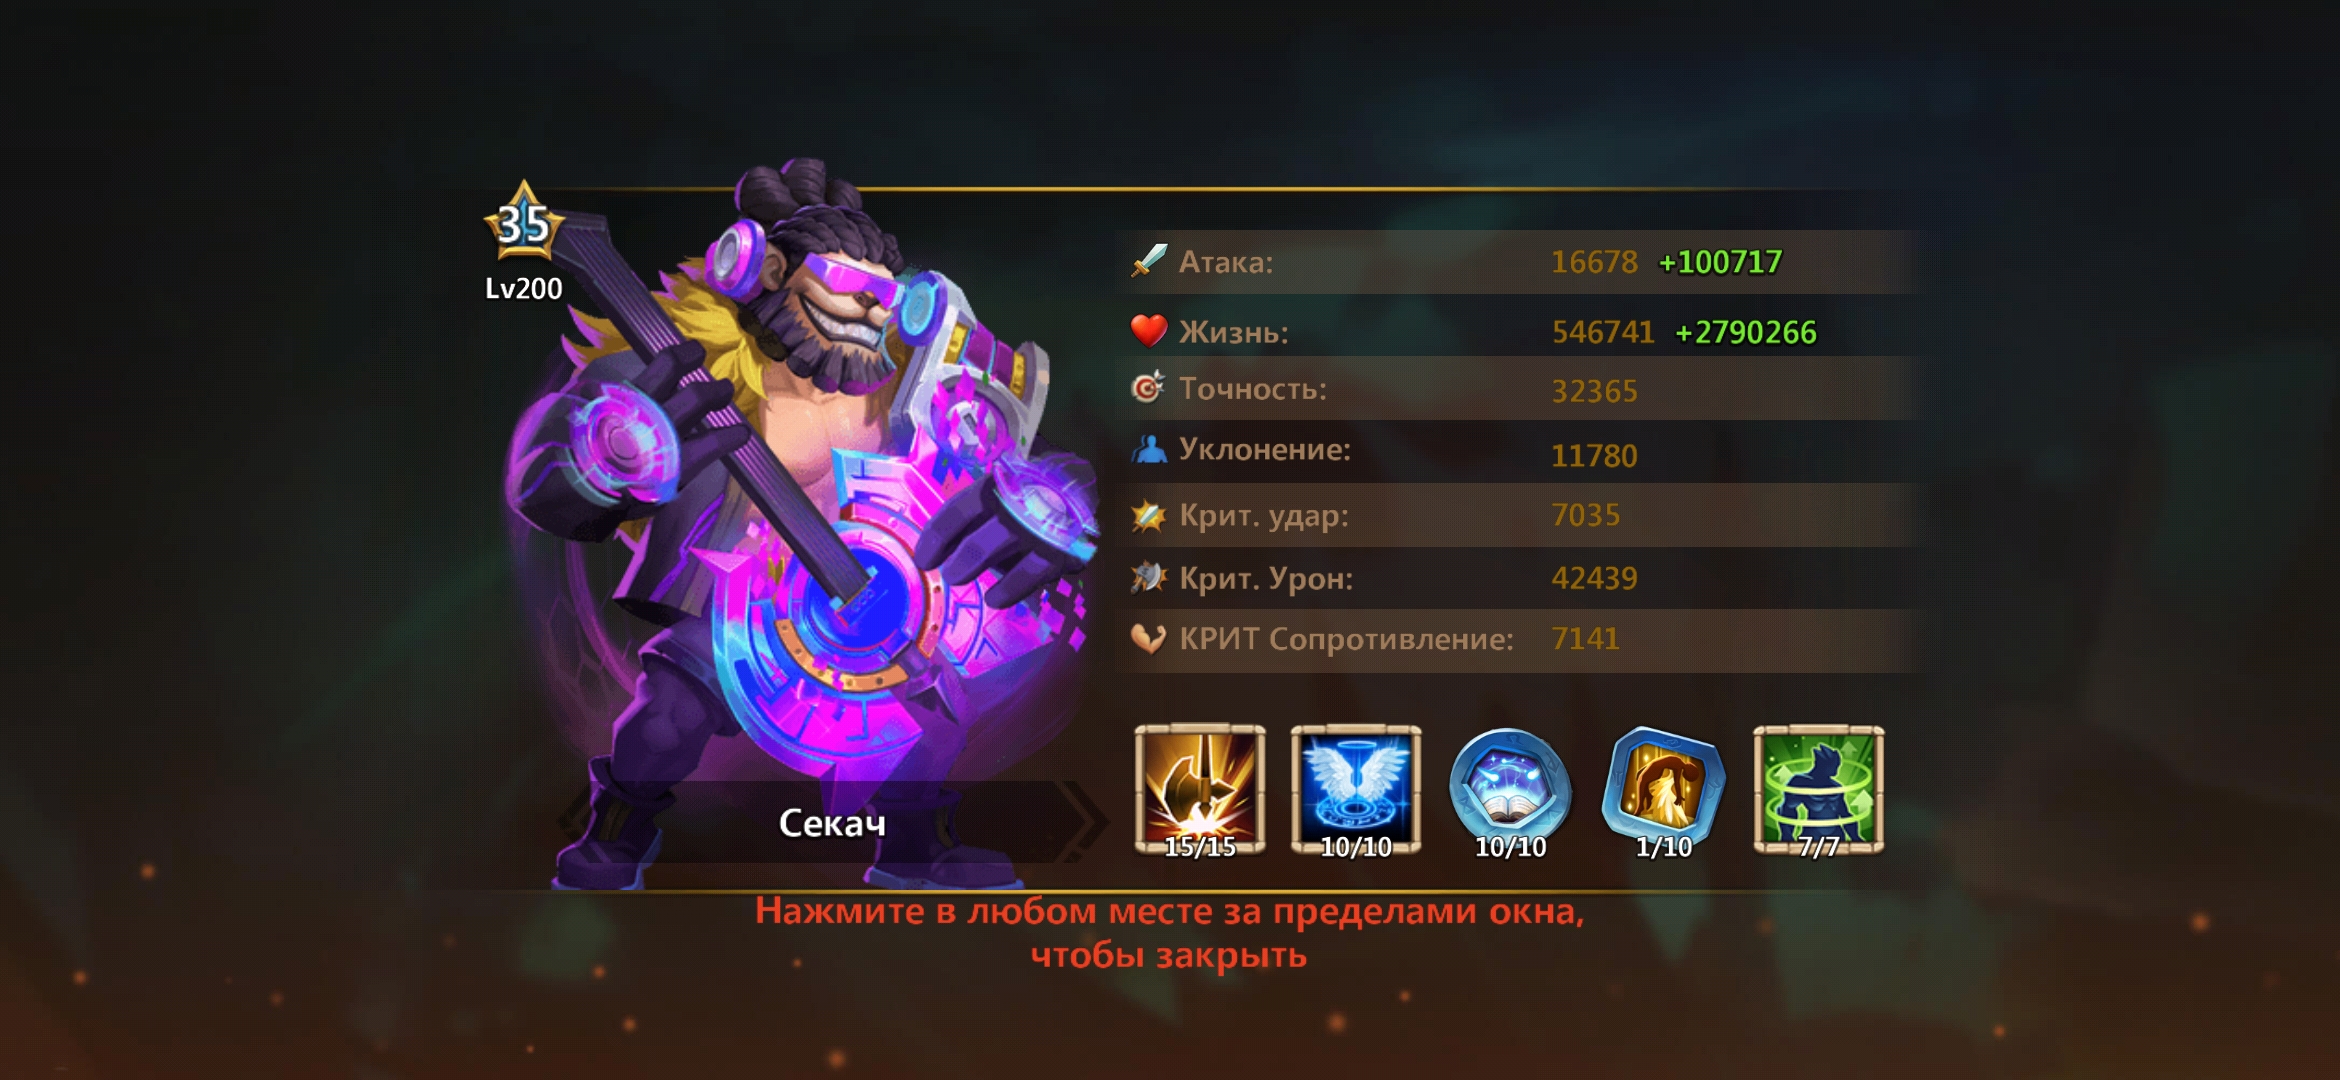 35
Lv200
Атака: 16678 +100717
Жизнь: 546741 +2790266
Точность: 32365
Уклонение: 11780
Крит. удар: 7035
Крит. Урон: 42439
КРИТ Сопротивление: 7141
Секач
15/15 10/10 10/10 1/10 7/7
Нажмите в любом месте за пределами окна,
чтобы закрыть